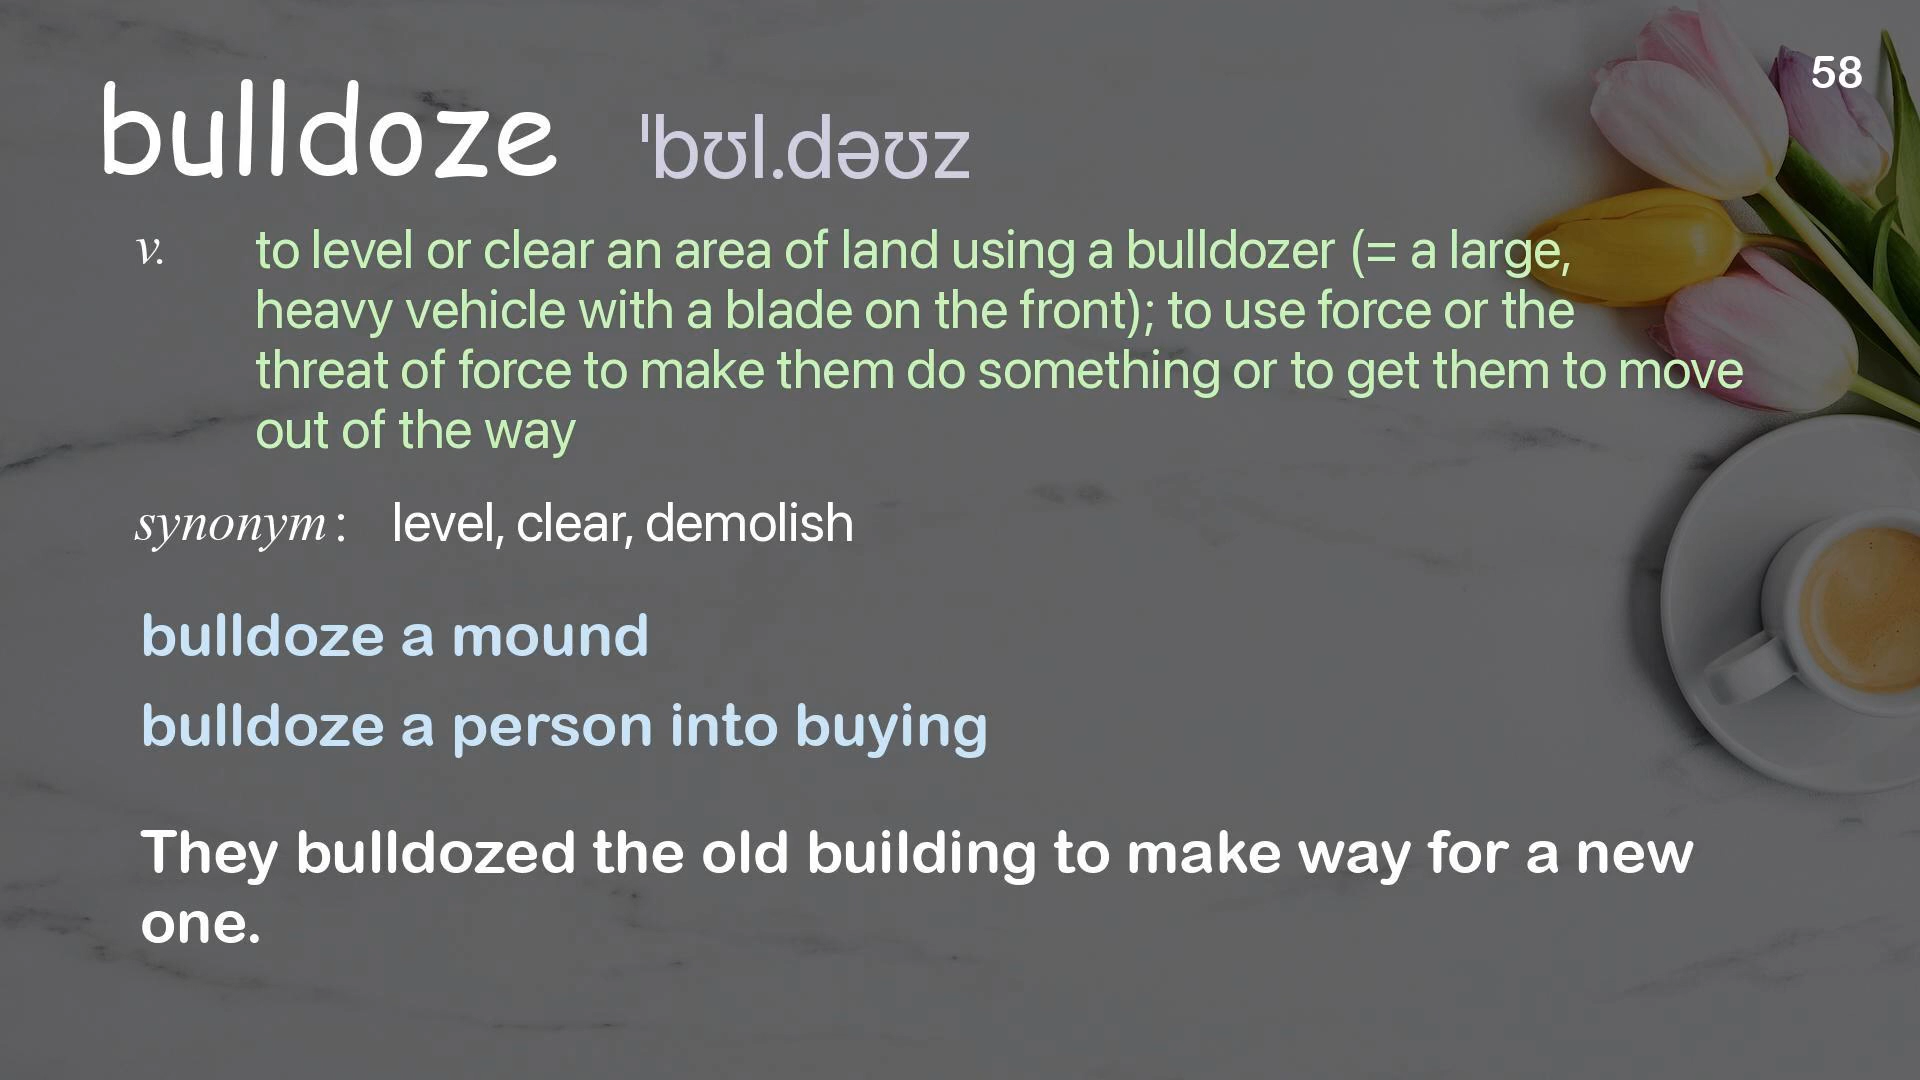 58
bulldoze ˈbʊl.dəʊz
v. to level or clear an area of land using a bulldozer (= a large,
heavy vehicle with a blade on the front); to use force or the
threat of force to make them do something or to get them to move
out of the way
synonym: level, clear, demolish
bulldoze a mound
bulldoze a person into buying
They bulldozed the old building to make way for a new
one.